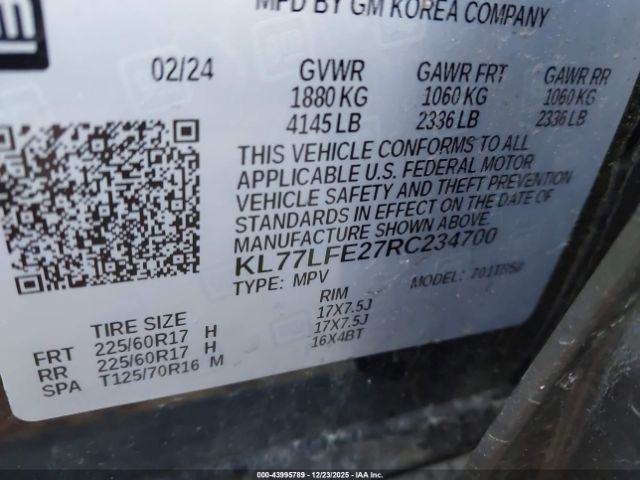 MFD BY GM KOREA COMPANY
02/24 GVWR GAWR FRT GAWR RR
1880 KG 1060 KG 1060 KG
4145 LB 2336 LB 2336 LB
THIS VEHICLE CONFORMS TO ALL
APPLICABLE U.S. FEDERAL MOTOR
VEHICLE SAFETY AND THEFT PREVENTION
STANDARDS IN EFFECT ON THE DATE OF
MANUFACTURE SHOWN ABOVE.
KL77LFE27RC234700
TYPE: MPV MODEL:
TIRE SIZE RIM
FRT 225/60R17 H 17X7.5J
RR 225/60R17 H 17X7.5J
SPA T125/70R16 M 16X4BT
000-43995789 - 12/23/2025 - IAAI.com